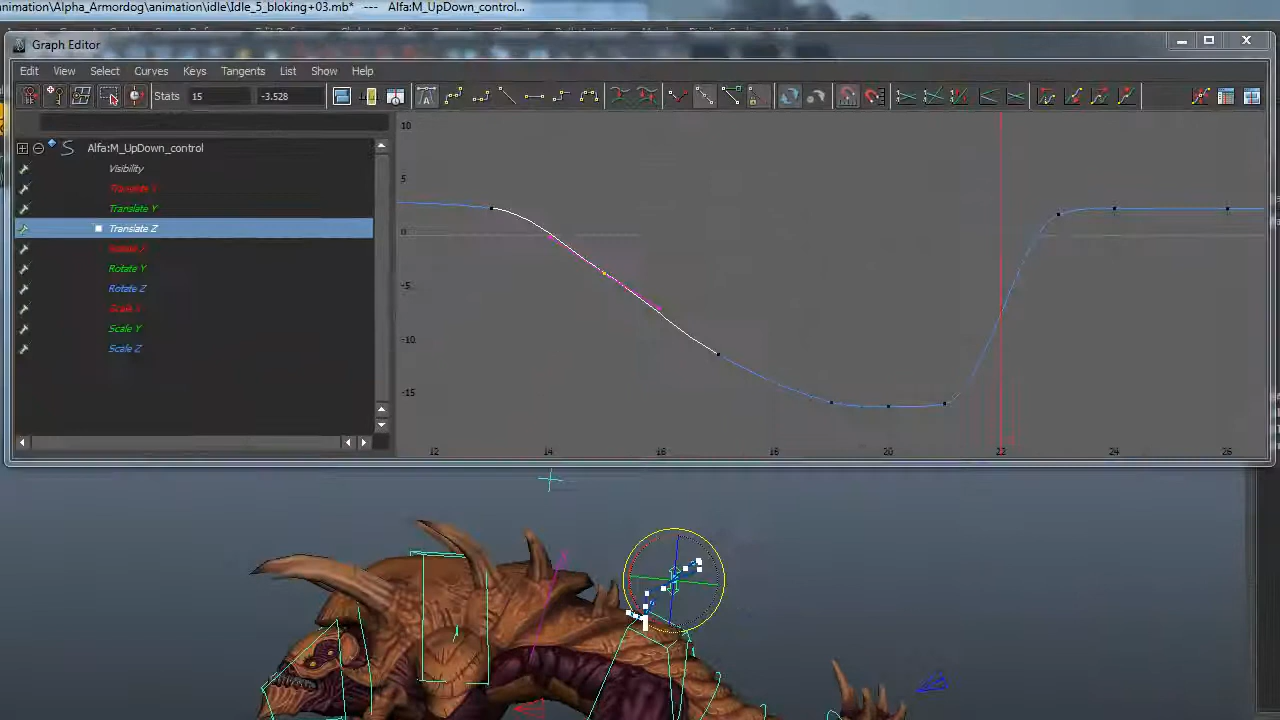 nimation\Alpha_Armordog\animation\idle\Idle_5_bloking+03.mb* --- Alfa:M_UpDown_control...
Graph Editor
Edit View Select Curves Keys Tangents List Show Help
Stats 15 -3.528
Alfa:M_UpDown_control
Visibility
Translate X
Translate Y
Translate Z
Rotate X
Rotate Y
Rotate Z
Scale X
Scale Y
Scale Z
10
5
0
-5
-10
-15
12 14 16 18 20 22 24 26